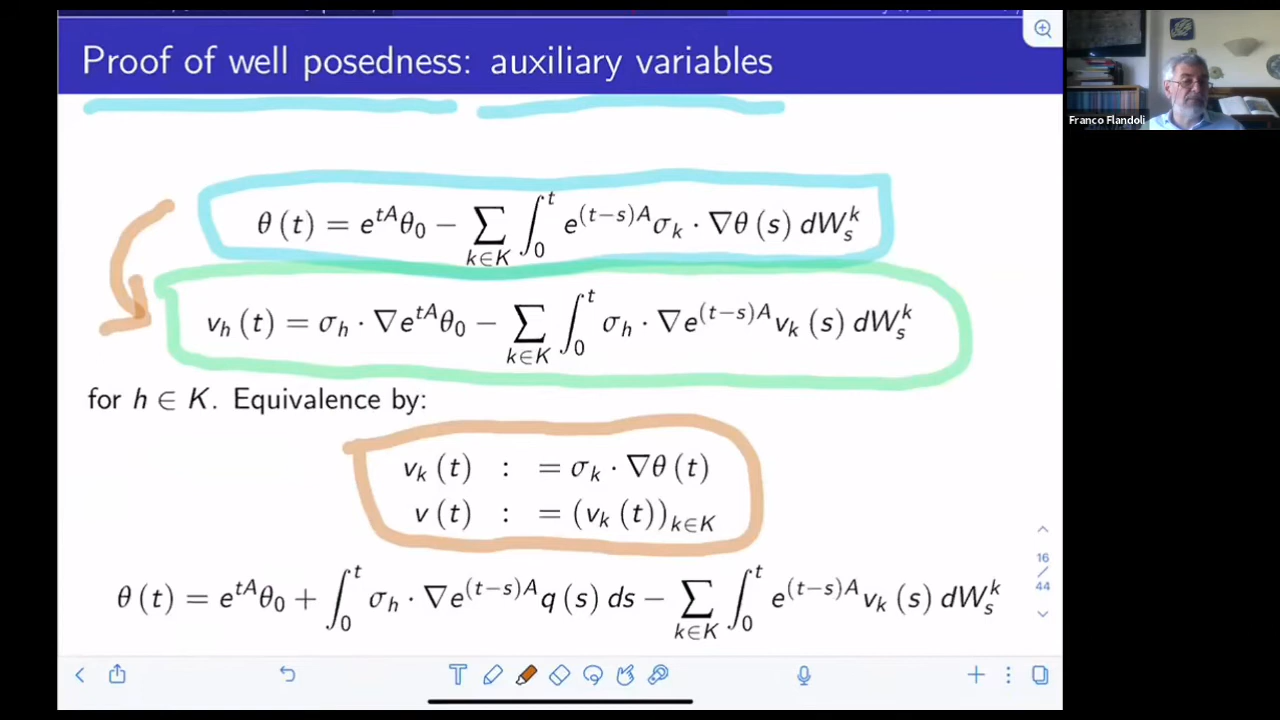 Proof of well posedness: auxiliary variables
Franco Flandoli
θ(t) = e^{tA}θ_0 − ∑_{k∈K} ∫_0^t e^{(t−s)A}σ_k · ∇θ(s) dW_s^k
v_h(t) = σ_h · ∇e^{tA}θ_0 − ∑_{k∈K} ∫_0^t σ_h · ∇e^{(t−s)A}v_k(s) dW_s^k
for h ∈ K. Equivalence by:
v_k(t) : = σ_k · ∇θ(t)
v(t) : = (v_k(t))_{k∈K}
θ(t) = e^{tA}θ_0 + ∫_0^t σ_h · ∇e^{(t−s)A}q(s) ds − ∑_{k∈K} ∫_0^t e^{(t−s)A}v_k(s) dW_s^k
16
/
44